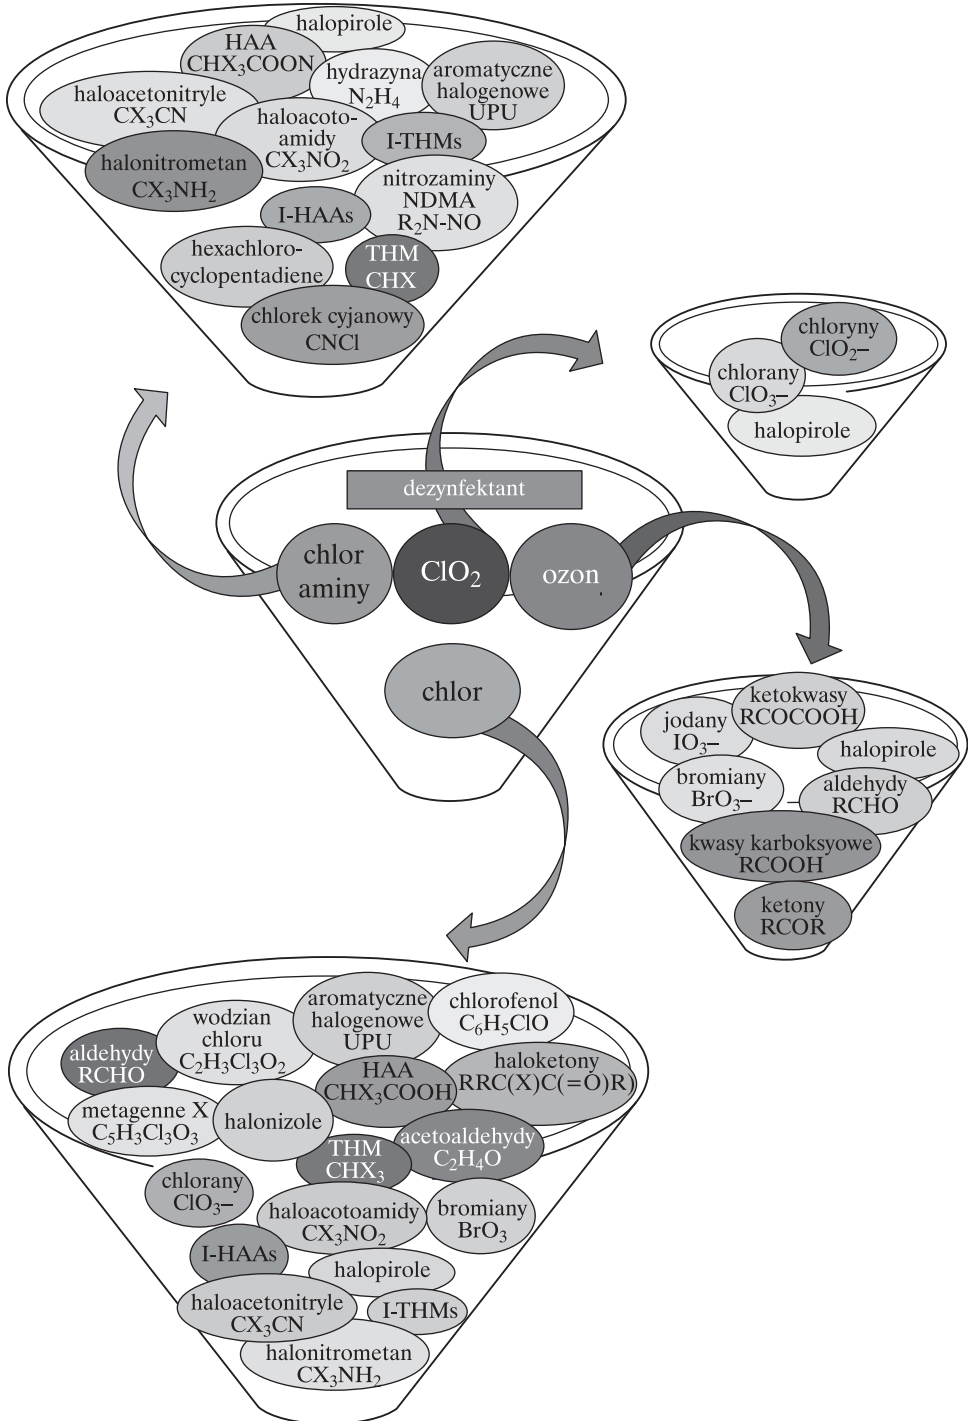 halopirole
HAA
CHX₃COON
hydrazyna
N₂H₄
aromatyczne
halogenowe
UPU
haloacetonitryle
CX₃CN
haloacoto-
amidy
CX₃NO₂
I-THMs
halonitrometan
CX₃NH₂
nitrozaminy
NDMA
R₂N-NO
I-HAAs
hexachloro-
cyclopentadiene
THM
CHX
chlorek cyjanowy
CNCl
chloryny
ClO₂–
chlorany
ClO₃–
halopirole
dezynfektant
chlor
aminy
ClO₂
ozon
chlor
ketokwasy
RCOCOOH
jodany
IO₃–
halopirole
bromiany
BrO₃–
aldehydy
RCHO
kwasy karboksyowe
RCOOH
ketony
RCOR
aromatyczne
halogenowe
UPU
chlorofenol
C₆H₅ClO
wodzian
chloru
C₂H₃Cl₃O₂
aldehydy
RCHO
HAA
CHX₃COOH
haloketony
RRC(X)C(=O)R)
metagenne X
C₅H₃Cl₃O₃
halonizole
THM
CHX₃
acetoaldehydy
C₂H₄O
chlorany
ClO₃–
haloacotoamidy
CX₃NO₂
bromiany
BrO₃
I-HAAs
halopirole
haloacetonitryle
CX₃CN
I-THMs
halonitrometan
CX₃NH₂